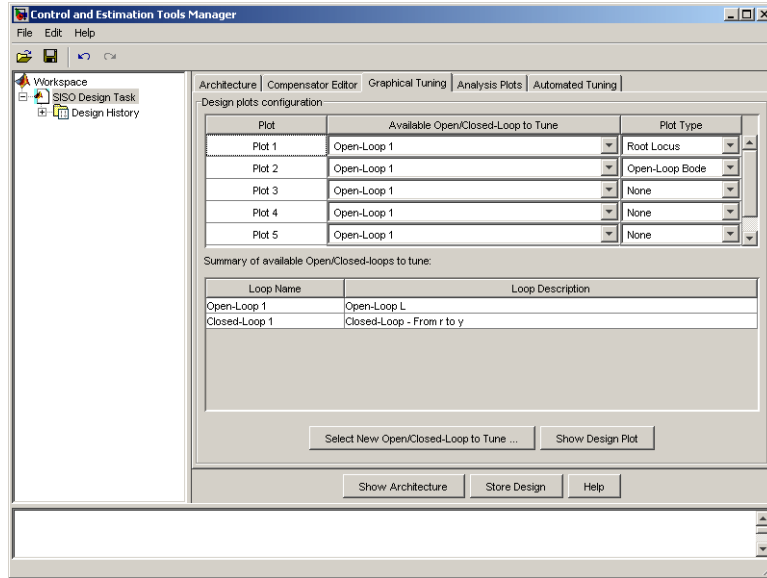 Control and Estimation Tools Manager
File Edit Help
Workspace
SISO Design Task
Design History
Architecture Compensator Editor Graphical Tuning Analysis Plots Automated Tuning
Design plots configuration
Plot Available Open/Closed-Loop to Tune Plot Type
Plot 1 Open-Loop 1 Root Locus
Plot 2 Open-Loop 1 Open-Loop Bode
Plot 3 Open-Loop 1 None
Plot 4 Open-Loop 1 None
Plot 5 Open-Loop 1 None
Summary of available Open/Closed-loops to tune:
Loop Name Loop Description
Open-Loop 1 Open-Loop L
Closed-Loop 1 Closed-Loop - From r to y
Select New Open/Closed-Loop to Tune ... Show Design Plot
Show Architecture Store Design Help